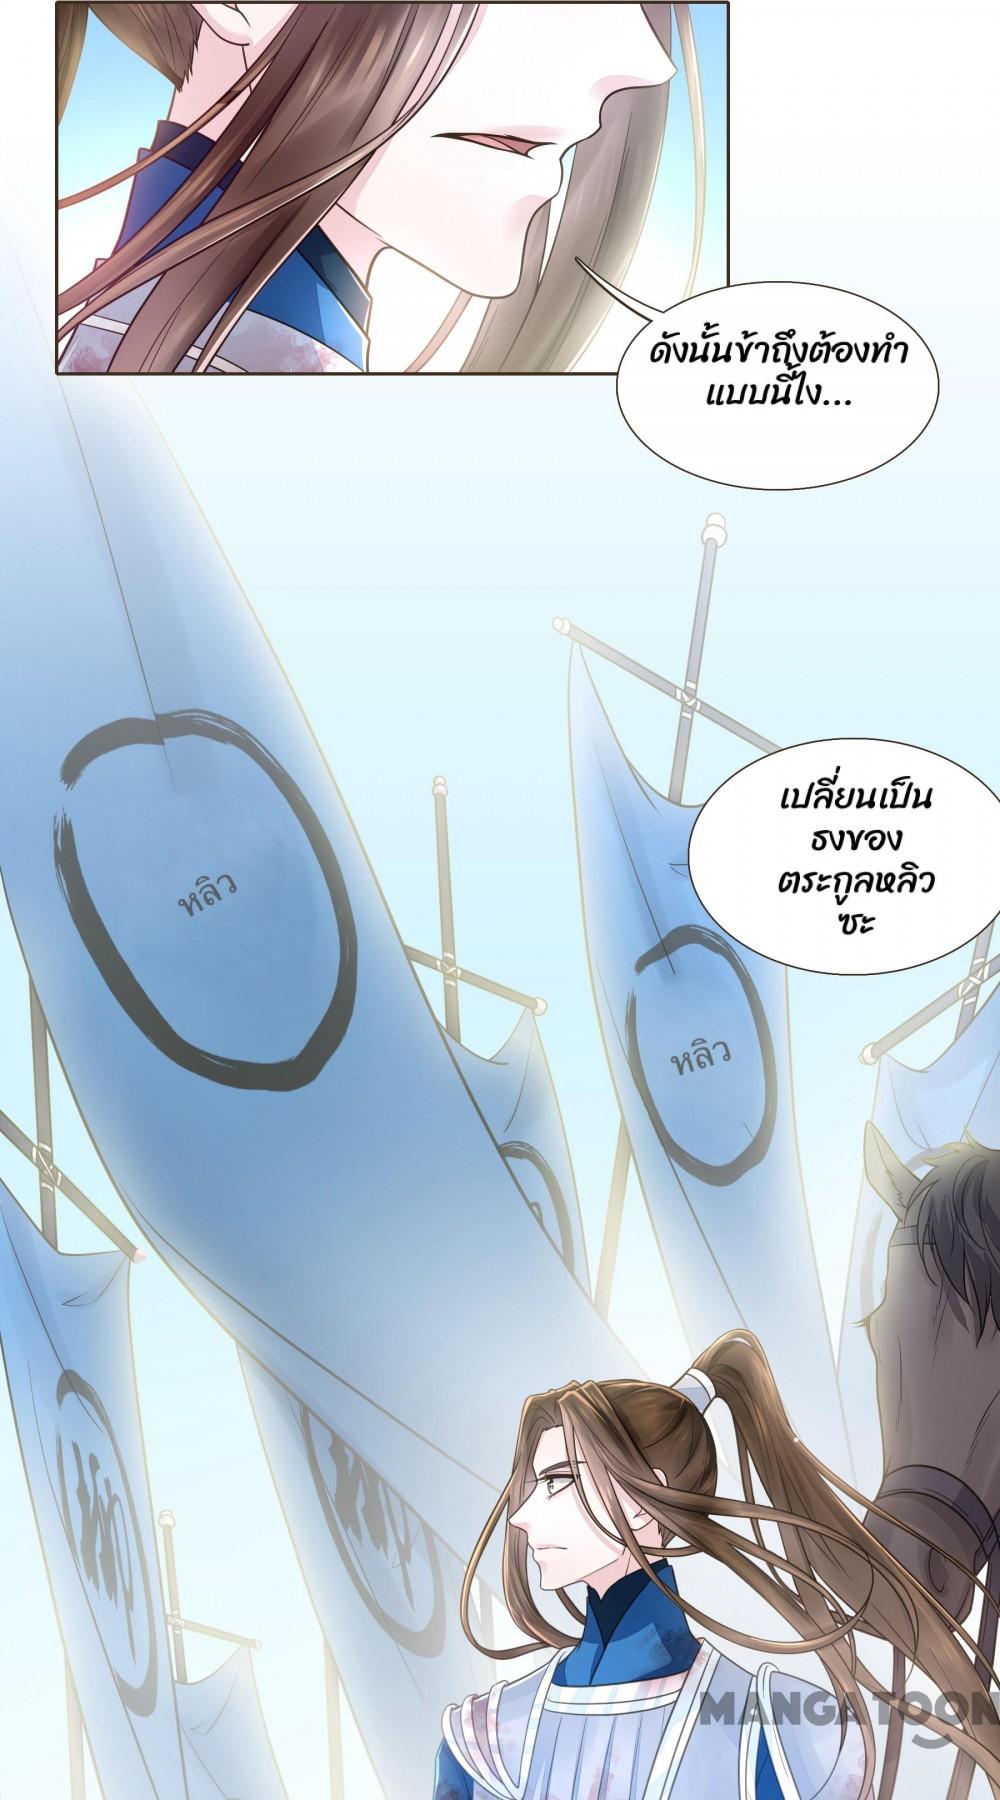 ดังนั้นข้าถึงต้องทำ
แบบนี้ไง...
เปลี่ยนเป็น
ธงของ
ตระกูลหลิว
ซะ
หลิว
หลิว
MANGATOON